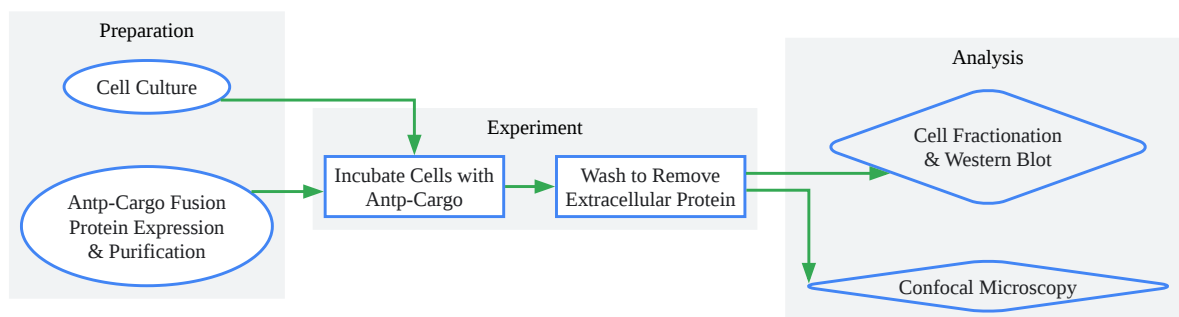 Preparation
Cell Culture
Antp-Cargo Fusion
Protein Expression
& Purification
Experiment
Incubate Cells with
Antp-Cargo
Wash to Remove
Extracellular Protein
Analysis
Cell Fractionation
& Western Blot
Confocal Microscopy